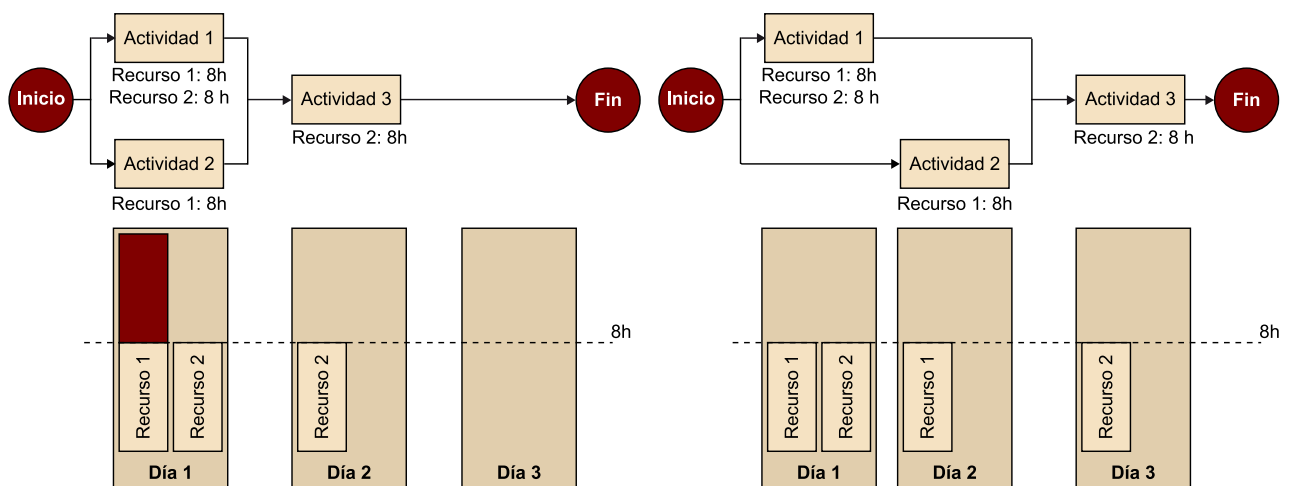 Actividad 1
Recurso 1: 8h
Recurso 2: 8 h
Inicio
Actividad 3
Recurso 2: 8h
Fin
Actividad 2
Recurso 1: 8h
8h
Recurso 1
Recurso 2
Recurso 2
Día 1
Día 2
Día 3
Actividad 1
Recurso 1: 8h
Recurso 2: 8 h
Inicio
Actividad 3
Recurso 2: 8 h
Fin
Actividad 2
Recurso 1: 8h
8h
Recurso 1
Recurso 2
Recurso 1
Recurso 2
Día 1
Día 2
Día 3